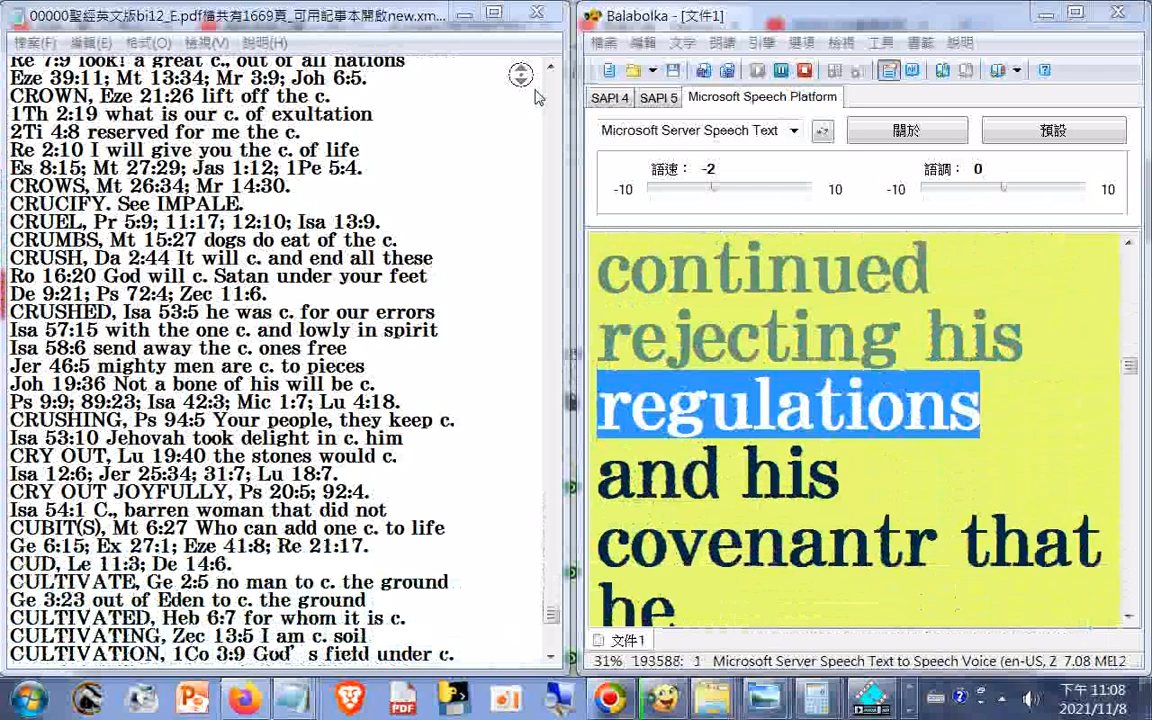 00000聖經英文版bi12_E.pdf檔共有1669頁_可用記事本開啟new.xm...
檔案(F) 編輯(E) 格式(O) 檢視(V) 說明(H)
Re 7:9 look! a great c., out of all nations
Eze 39:11; Mt 13:34; Mr 3:9; Joh 6:5.
CROWN, Eze 21:26 lift off the c.
1Th 2:19 what is our c. of exultation
2Ti 4:8 reserved for me the c.
Re 2:10 I will give you the c. of life
Es 8:15; Mt 27:29; Jas 1:12; 1Pe 5:4.
CROWS, Mt 26:34; Mr 14:30.
CRUCIFY. See IMPALE.
CRUEL, Pr 5:9; 11:17; 12:10; Isa 13:9.
CRUMBS, Mt 15:27 dogs do eat of the c.
CRUSH, Da 2:44 It will c. and end all these
Ro 16:20 God will c. Satan under your feet
De 9:21; Ps 72:4; Zec 11:6.
CRUSHED, Isa 53:5 he was c. for our errors
Isa 57:15 with the one c. and lowly in spirit
Isa 58:6 send away the c. ones free
Jer 46:5 mighty men are c. to pieces
Joh 19:36 Not a bone of his will be c.
Ps 9:9; 89:23; Isa 42:3; Mic 1:7; Lu 4:18.
CRUSHING, Ps 94:5 Your people, they keep c.
Isa 53:10 Jehovah took delight in c. him
CRY OUT, Lu 19:40 the stones would c.
Isa 12:6; Jer 25:34; 31:7; Lu 18:7.
CRY OUT JOYFULLY, Ps 20:5; 92:4.
Isa 54:1 C., barren woman that did not
CUBIT(S), Mt 6:27 Who can add one c. to life
Ge 6:15; Ex 27:1; Eze 41:8; Re 21:17.
CUD, Le 11:3; De 14:6.
CULTIVATE, Ge 2:5 no man to c. the ground
Ge 3:23 out of Eden to c. the ground
CULTIVATED, Heb 6:7 for whom it is c.
CULTIVATING, Zec 13:5 I am c. soil
CULTIVATION, 1Co 3:9 God's field under c.
Balabolka - [文件1]
檔案 編輯 文字 朗讀 引擎 選項 檢視 工具 書籤 說明
SAPI 4 SAPI 5 Microsoft Speech Platform
Microsoft Server Speech Text 關於 預設
語速： -2 語調： 0
-10 10 -10 10
continued
rejecting his
regulations
and his
covenantr that
he
文件1
31% 193588: 1 Microsoft Server Speech Text to Speech Voice (en-US, Z 7.08 ME12
PDF
下午 11:08
2021/11/8